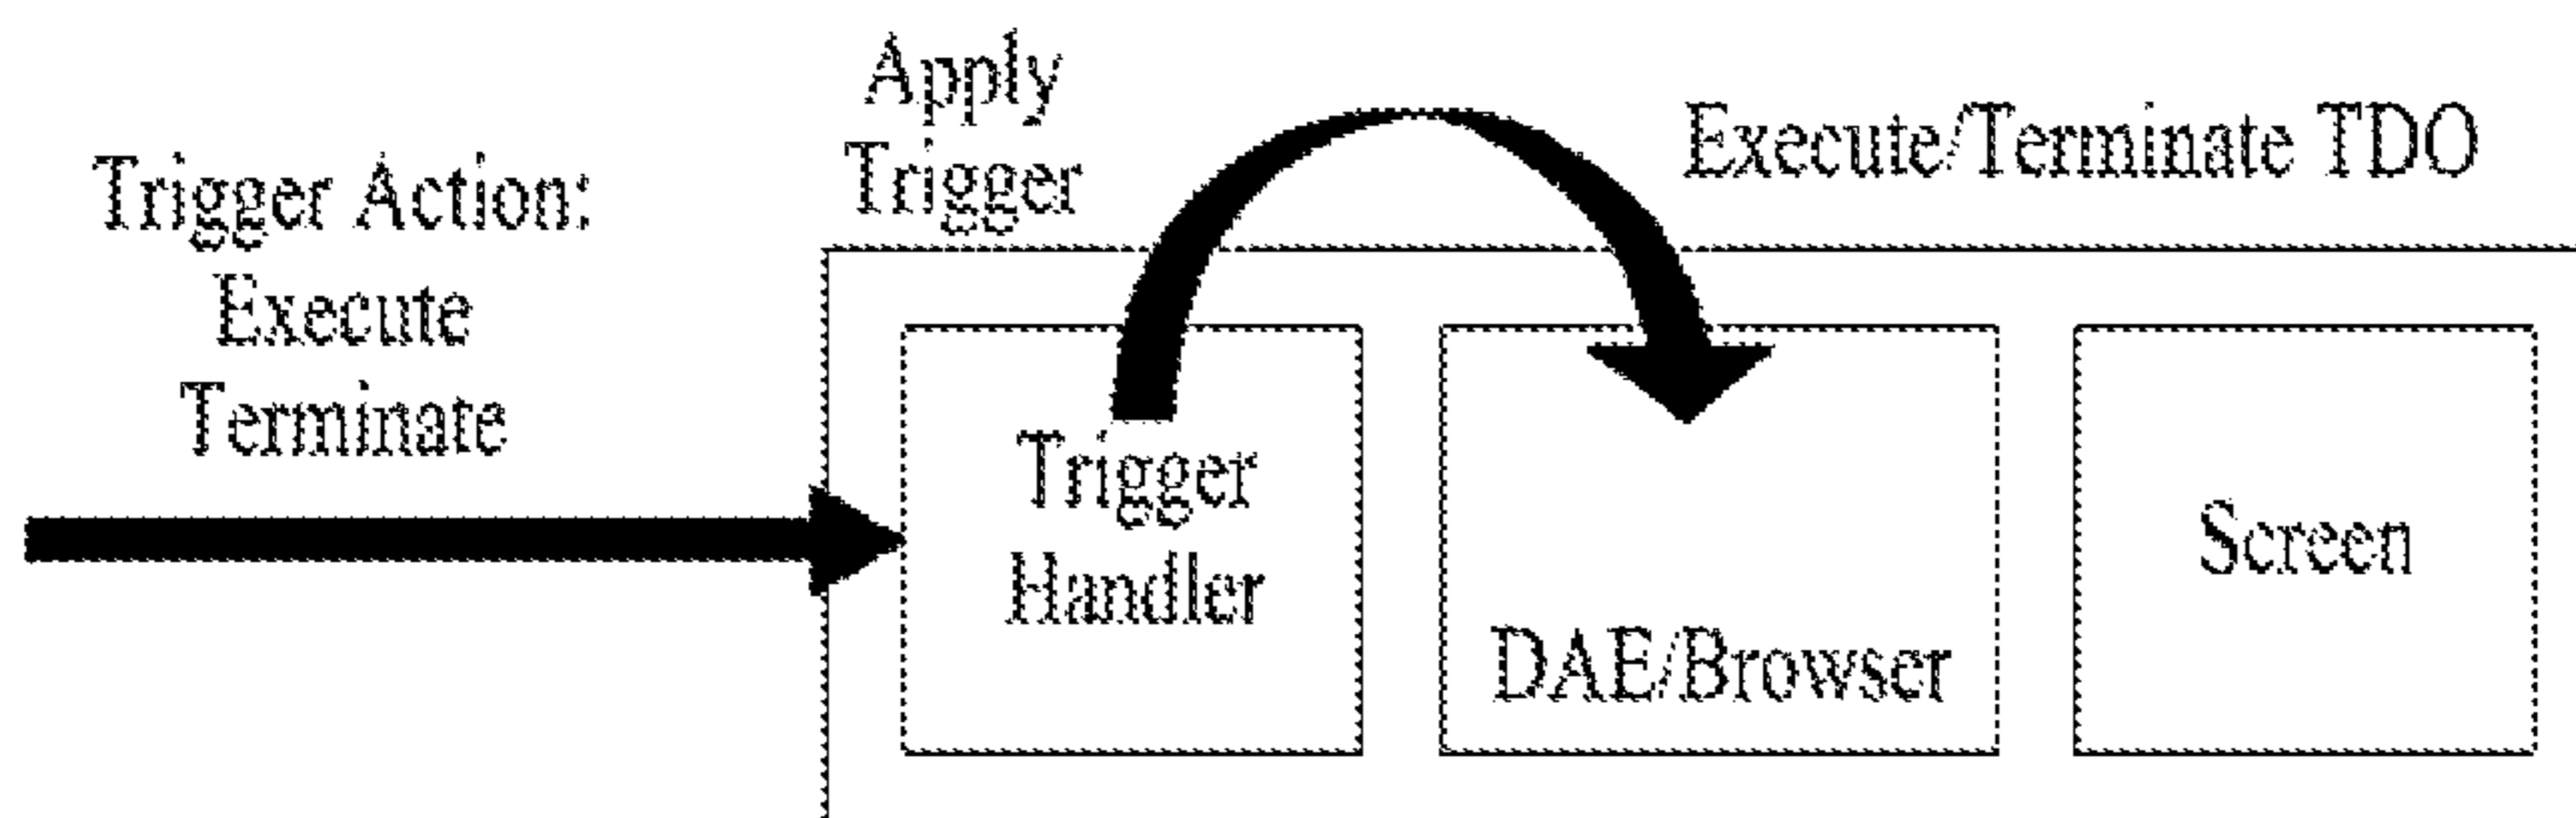 Trigger Action:
Execute
Terminate
Apply
Trigger
Execute/Terminate TDO
Trigger
Handler
DAE/Browser
Screen